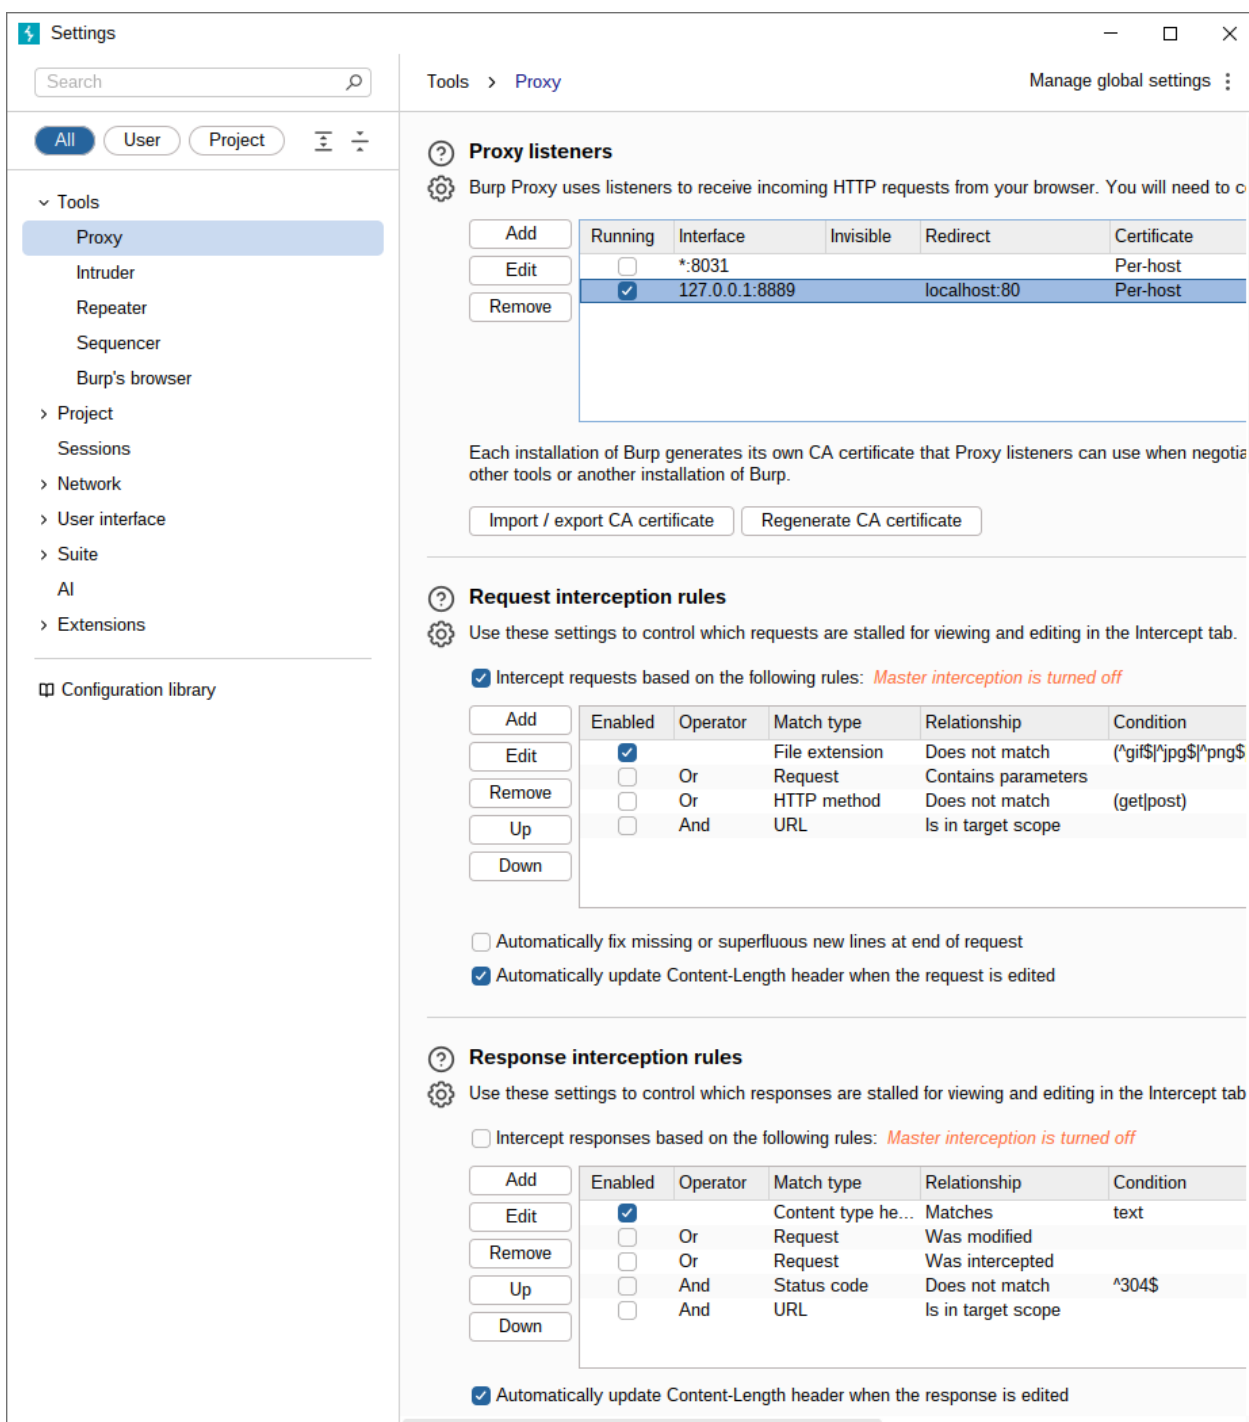 Settings
Search
Tools > Proxy
Manage global settings
All
User
Project
Tools
Proxy
Intruder
Repeater
Sequencer
Burp's browser
Project
Sessions
Network
User interface
Suite
AI
Extensions
Configuration library
Proxy listeners
Burp Proxy uses listeners to receive incoming HTTP requests from your browser. You will need to
Add
Edit
Remove
Running Interface Invisible Redirect Certificate
*:8031 Per-host
127.0.0.1:8889 localhost:80 Per-host
Each installation of Burp generates its own CA certificate that Proxy listeners can use when negotia
other tools or another installation of Burp.
Import / export CA certificate
Regenerate CA certificate
Request interception rules
Use these settings to control which requests are stalled for viewing and editing in the Intercept tab.
Intercept requests based on the following rules: Master interception is turned off
Add
Edit
Remove
Up
Down
Enabled Operator Match type Relationship Condition
File extension Does not match (^gif$|^jpg$|^png$
Or Request Contains parameters
Or HTTP method Does not match (get|post)
And URL Is in target scope
Automatically fix missing or superfluous new lines at end of request
Automatically update Content-Length header when the request is edited
Response interception rules
Use these settings to control which responses are stalled for viewing and editing in the Intercept tab
Intercept responses based on the following rules: Master interception is turned off
Add
Edit
Remove
Up
Down
Enabled Operator Match type Relationship Condition
Content type he... Matches text
Or Request Was modified
Or Request Was intercepted
And Status code Does not match ^304$
And URL Is in target scope
Automatically update Content-Length header when the response is edited